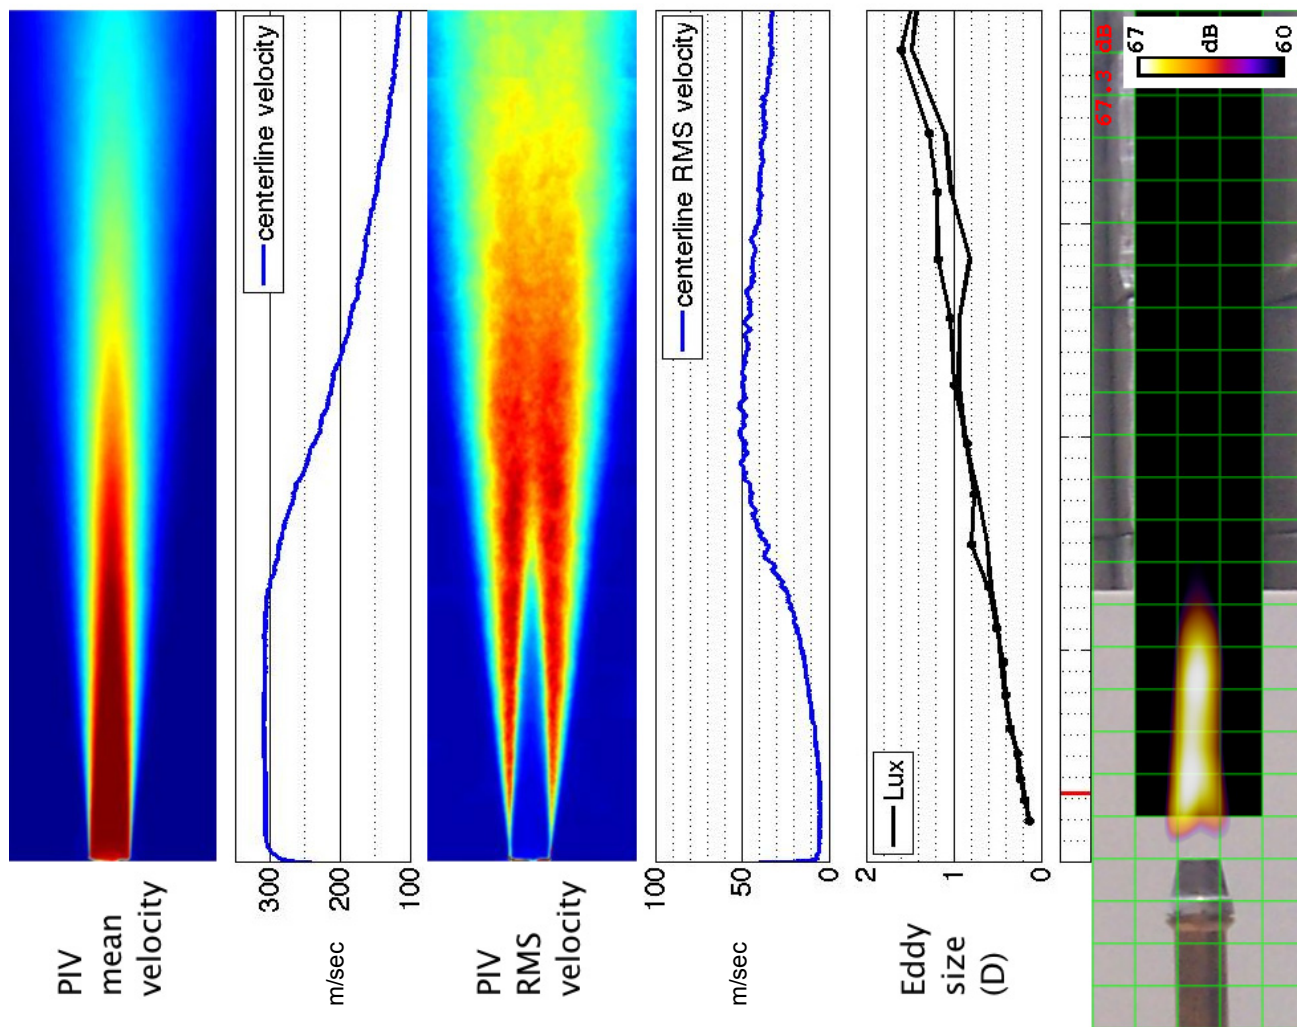 PIV
mean
velocity
m/sec
300
200
100
centerline velocity
PIV
RMS
velocity
m/sec
100
50
0
centerline RMS velocity
Eddy
size
(D)
2
1
0
Lux
67.3 dB
67
dB
60